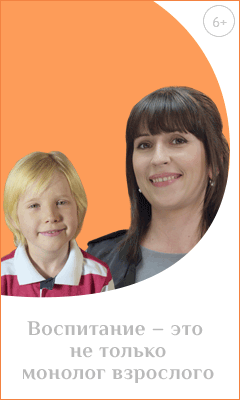 6+
Воспитание – это
не только
монолог взрослого